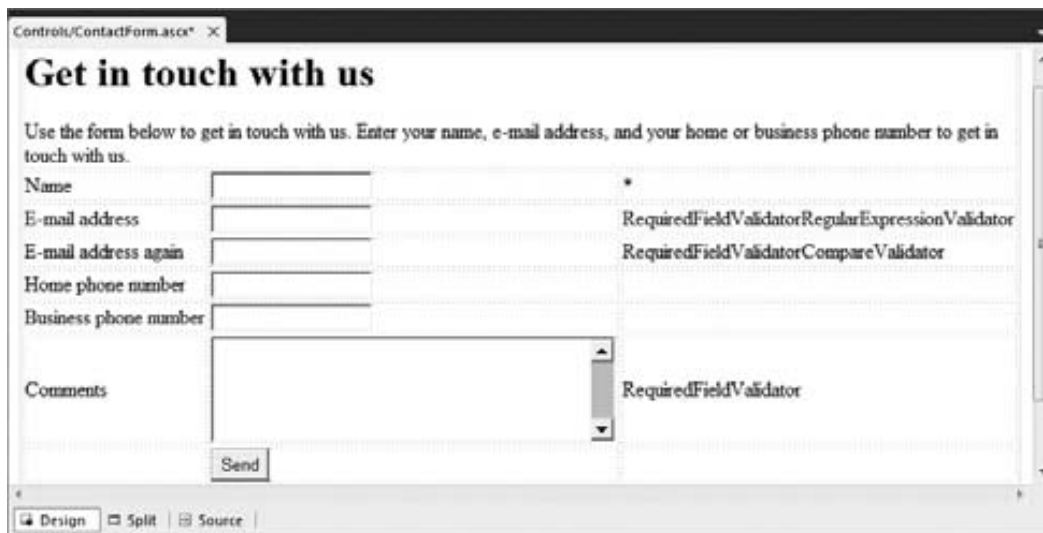 Controls/ContactForm.ascx* ×
Get in touch with us
Use the form below to get in touch with us. Enter your name, e-mail address, and your home or business phone number to get in
touch with us.
Name *
E-mail address RequiredFieldValidatorRegularExpressionValidator
E-mail address again RequiredFieldValidatorCompareValidator
Home phone number
Business phone number
Comments RequiredFieldValidator
Send
Design Split Source